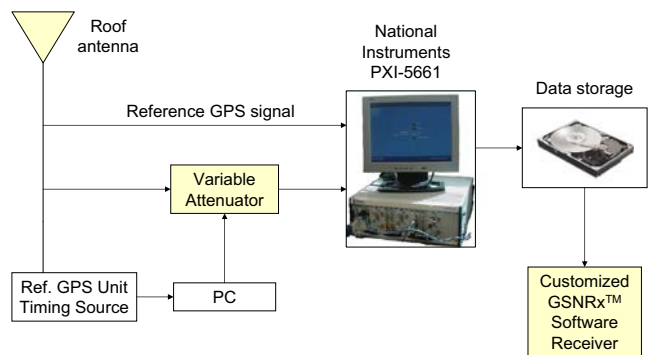 Roof
antenna
National
Instruments
PXI-5661
Data storage
Reference GPS signal
Variable
Attenuator
Ref. GPS Unit
Timing Source
PC
Customized
GSNRx™
Software
Receiver